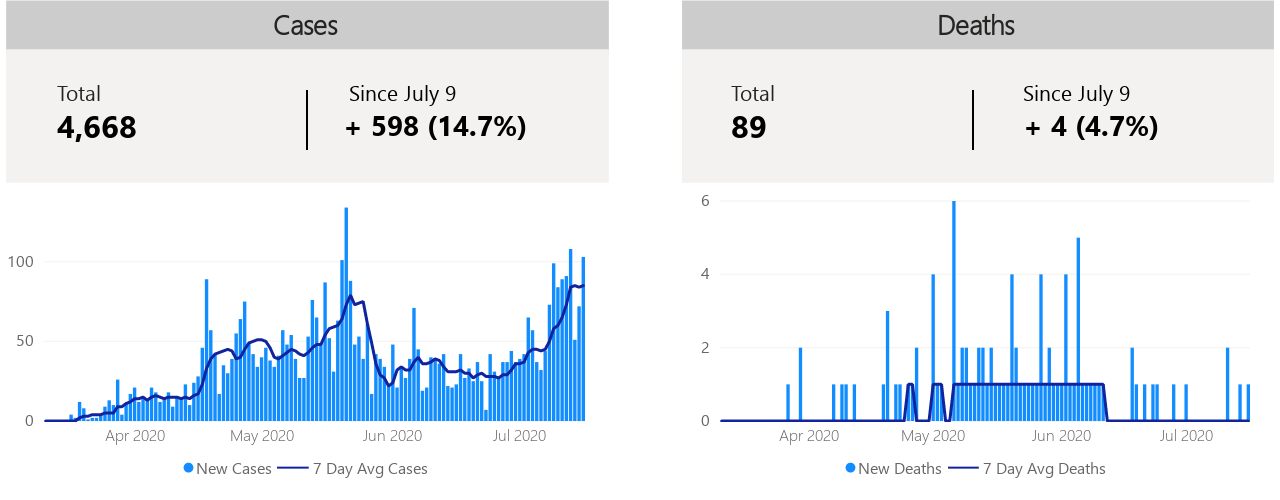 Cases
Total
4,668
Since July 9
+ 598 (14.7%)
100
50
0
Apr 2020 May 2020 Jun 2020 Jul 2020
New Cases 7 Day Avg Cases
Deaths
Total
89
Since July 9
+ 4 (4.7%)
6
4
2
0
Apr 2020 May 2020 Jun 2020 Jul 2020
New Deaths 7 Day Avg Deaths